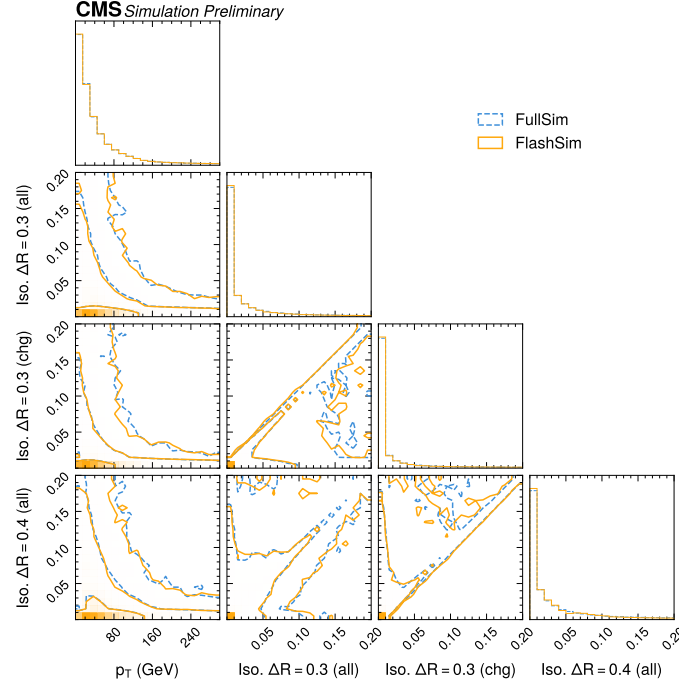 CMS Simulation Preliminary
FullSim
FlashSim
Iso. ΔR = 0.3 (all)
0.20
0.15
0.10
0.05
Iso. ΔR = 0.3 (chg)
0.20
0.15
0.10
0.05
Iso. ΔR = 0.4 (all)
0.20
0.15
0.10
0.05
80 160 240
0.05 0.10 0.15 0.20
0.05 0.10 0.15 0.20
0.05 0.10 0.15 0.20
pT (GeV)
Iso. ΔR = 0.3 (all)
Iso. ΔR = 0.3 (chg)
Iso. ΔR = 0.4 (all)